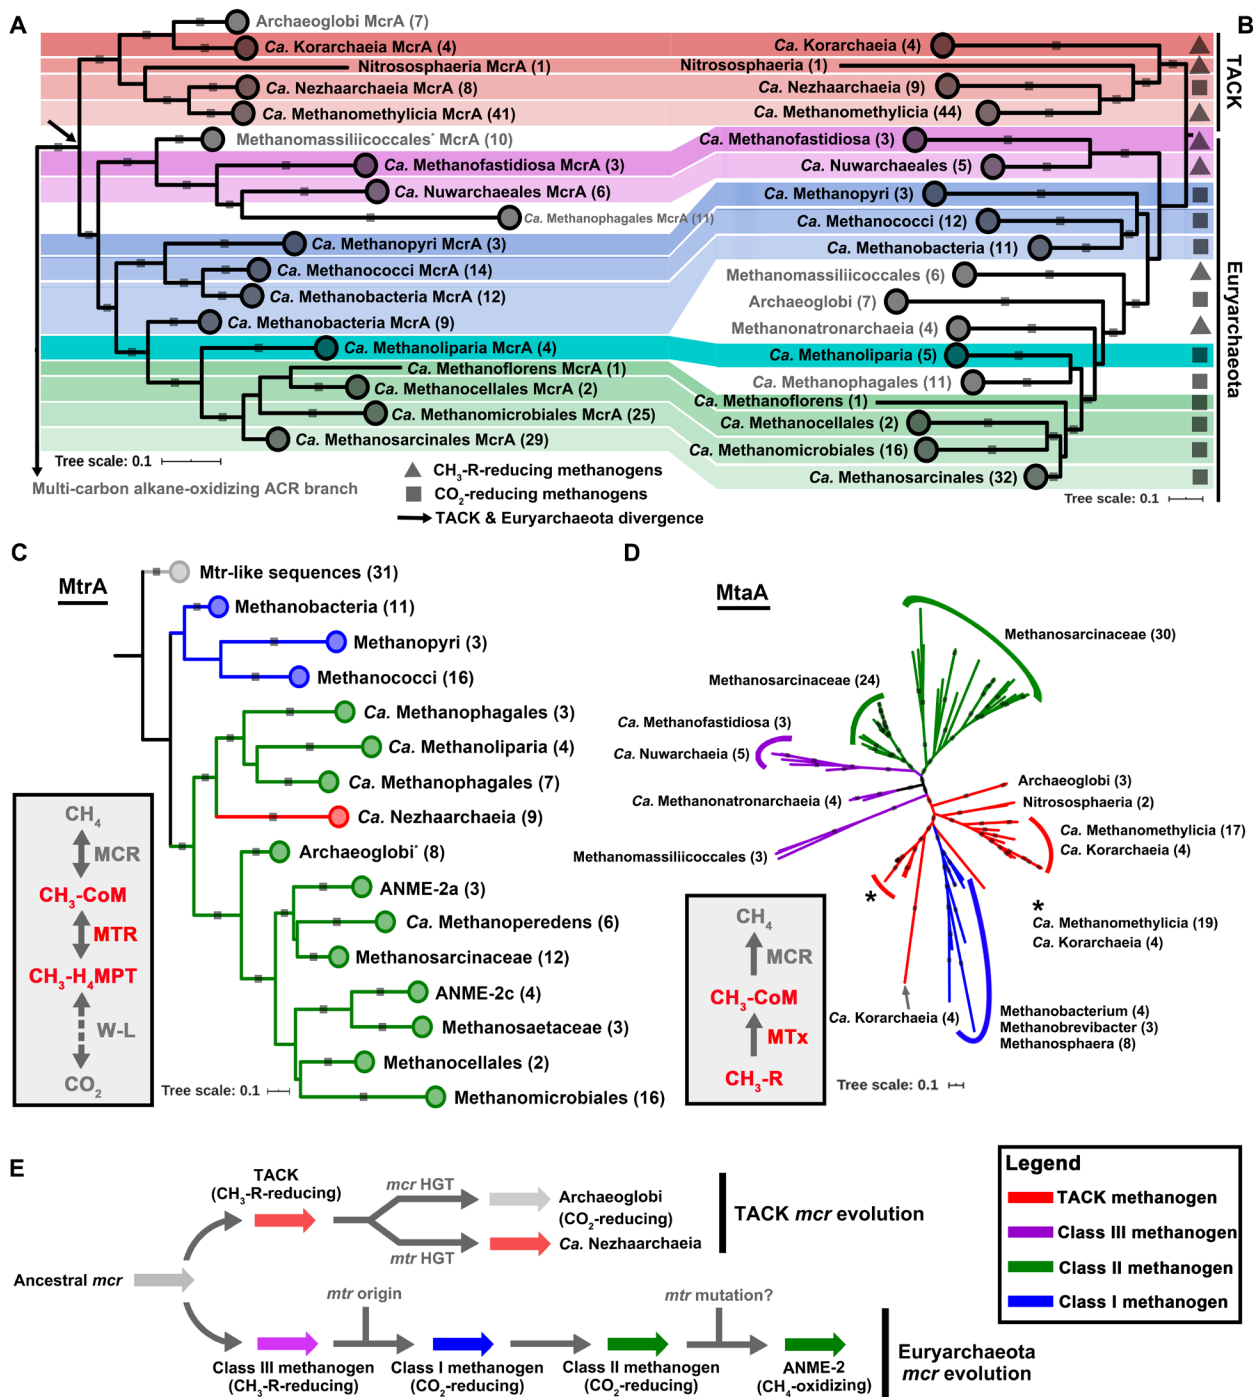 A
Archaeoglobi McrA (7)
Ca. Korarchaeia McrA (4)
Nitrososphaeria McrA (1)
Ca. Nezhaarchaeia McrA (8)
Ca. Methanomethylicia McrA (41)
Methanomassiliicoccales* McrA (10)
Ca. Methanofastidiosa McrA (3)
Ca. Nuwarchaeales McrA (6)
Ca. Methanophagales McrA (11)
Ca. Methanopyri McrA (3)
Ca. Methanococci McrA (14)
Ca. Methanobacteria McrA (12)
Ca. Methanobacteria McrA (9)
Ca. Methanoliparia McrA (4)
Ca. Methanoflorens McrA (1)
Ca. Methanocellales McrA (2)
Ca. Methanomicrobiales McrA (25)
Ca. Methanosarcinales McrA (29)
Tree scale: 0.1
Multi-carbon alkane-oxidizing ACR branch
CH3-R-reducing methanogens
CO2-reducing methanogens
TACK & Euryarchaeota divergence
B
Ca. Korarchaeia (4)
Nitrososphaeria (1)
Ca. Nezhaarchaeia (9)
Ca. Methanomethylicia (44)
Ca. Methanofastidiosa (3)
Ca. Nuwarchaeales (5)
Ca. Methanopyri (3)
Ca. Methanococci (12)
Ca. Methanobacteria (11)
Methanomassiliicoccales (6)
Archaeoglobi (7)
Methanonatronarchaeia (4)
Ca. Methanoliparia (5)
Ca. Methanophagales (11)
Ca. Methanoflorens (1)
Ca. Methanocellales (2)
Ca. Methanomicrobiales (16)
Ca. Methanosarcinales (32)
Tree scale: 0.1
TACK
Euryarchaeota
C
MtrA
Mtr-like sequences (31)
Methanobacteria (11)
Methanopyri (3)
Methanococci (16)
Ca. Methanophagales (3)
Ca. Methanoliparia (4)
Ca. Methanophagales (7)
Ca. Nezhaarchaeia (9)
Archaeoglobi* (8)
ANME-2a (3)
Ca. Methanoperedens (6)
Methanosarcinaceae (12)
ANME-2c (4)
Methanosaetaceae (3)
Methanocellales (2)
Methanomicrobiales (16)
Tree scale: 0.1
CH4
MCR
CH3-CoM
MTR
CH3-H4MPT
W-L
CO2
D
MtaA
Methanosarcinaceae (30)
Methanosarcinaceae (24)
Ca. Methanofastidiosa (3)
Ca. Nuwarchaeia (5)
Ca. Methanonatronarchaeia (4)
Methanomassiliicoccales (3)
Archaeoglobi (3)
Nitrososphaeria (2)
Ca. Methanomethylicia (17)
Ca. Korarchaeia (4)
*
*
Ca. Methanomethylicia (19)
Ca. Korarchaeia (4)
Ca. Korarchaeia (4)
Methanobacterium (4)
Methanobrevibacter (3)
Methanosphaera (8)
Tree scale: 0.1
CH4
MCR
CH3-CoM
MTx
CH3-R
E
Ancestral mcr
TACK
(CH3-R-reducing)
mcr HGT
mtr HGT
Archaeoglobi
(CO2-reducing)
Ca. Nezhaarchaeia
TACK mcr evolution
mtr origin
mtr mutation?
Class III methanogen
(CH3-R-reducing)
Class I methanogen
(CO2-reducing)
Class II methanogen
(CO2-reducing)
ANME-2
(CH4-oxidizing)
Euryarchaeota
mcr evolution
Legend
TACK methanogen
Class III methanogen
Class II methanogen
Class I methanogen